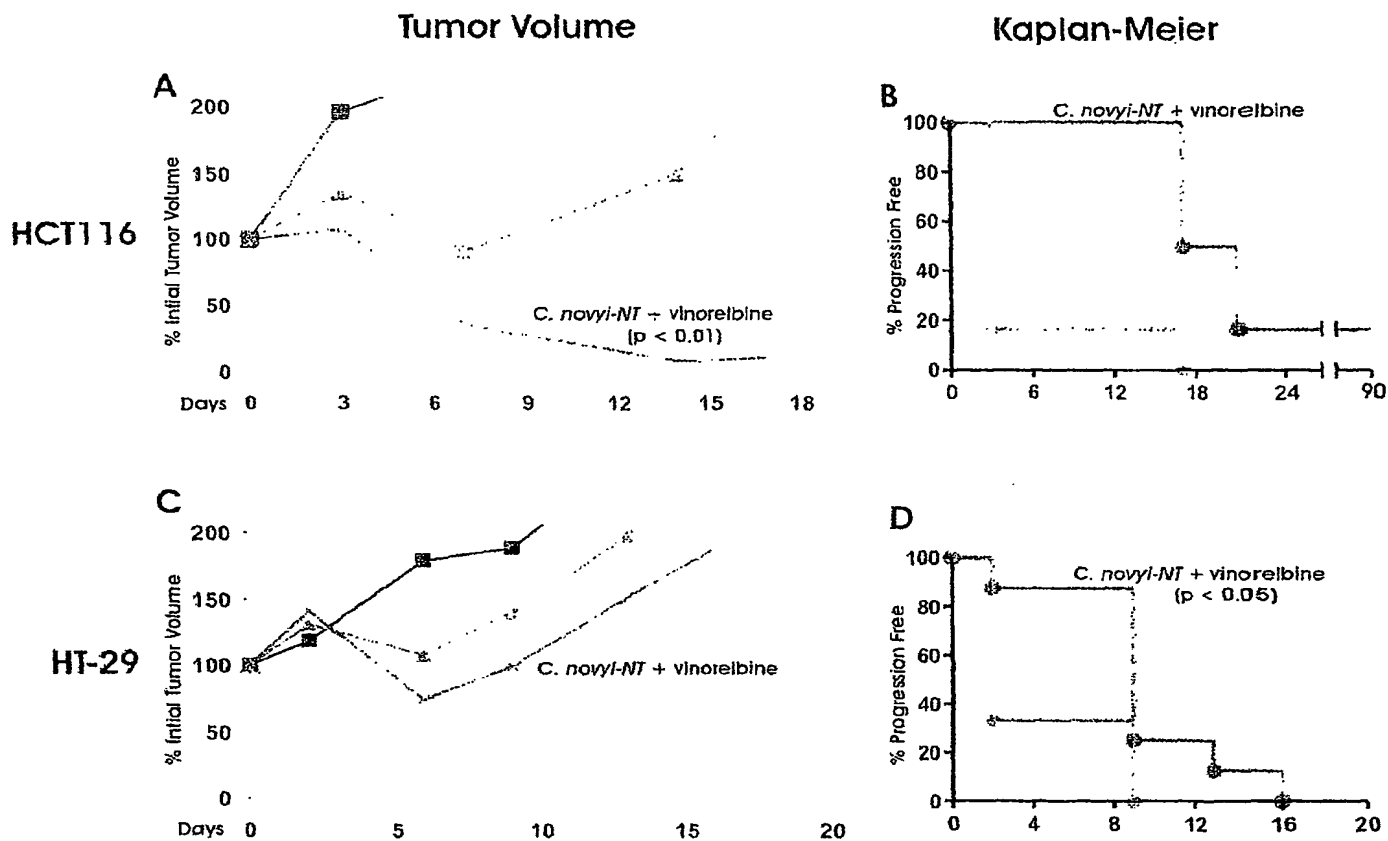 Tumor Volume
Kaplan-Meier
HCT116
A
% Intial Tumor Volume
200
150
100
50
0
C. novyi-NT + vinorelbine
(p < 0.01)
Days 0 3 6 9 12 15 18
B
% Progression Free
C. novyi-NT + vinorelbine
100
80
60
40
20
0
0 6 12 18 24 90
HT-29
C
% Intial Tumor Volume
200
150
100
50
0
C. novyi-NT + vinorelbine
Days 0 5 10 15 20
D
% Progression Free
C. novyi-NT + vinorelbine
(p < 0.05)
100
80
60
40
20
0
0 4 8 12 16 20